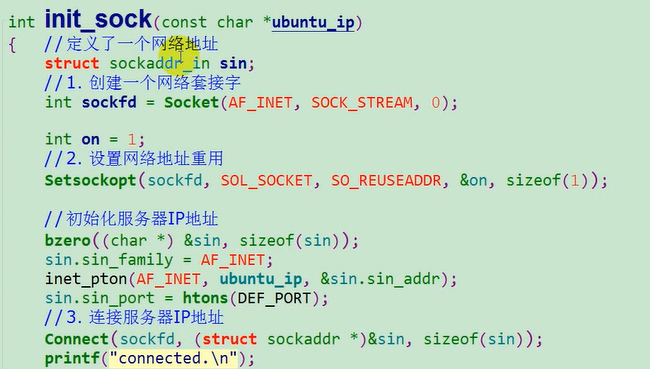 int init_sock(const char *ubuntu_ip)
{ //定义了一个网络地址
struct sockaddr_in sin;
//1. 创建一个网络套接字
int sockfd = Socket(AF_INET, SOCK_STREAM, 0);
int on = 1;
//2. 设置网络地址重用
Setsockopt(sockfd, SOL_SOCKET, SO_REUSEADDR, &on, sizeof(1));
//初始化服务器IP地址
bzero((char *) &sin, sizeof(sin));
sin.sin_family = AF_INET;
inet_pton(AF_INET, ubuntu_ip, &sin.sin_addr);
sin.sin_port = htons(DEF_PORT);
//3. 连接服务器IP地址
Connect(sockfd, (struct sockaddr *)&sin, sizeof(sin));
printf("connected.\n");